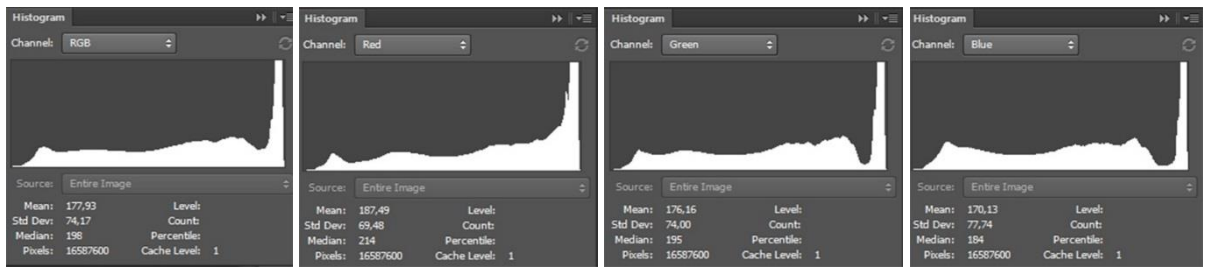 Histogram
Channel: RGB
Source: Entire Image
Mean: 177,93 Level:
Std Dev: 74,17 Count:
Median: 198 Percentile:
Pixels: 16587600 Cache Level: 1
Histogram
Channel: Red
Source: Entire Image
Mean: 187,49 Level:
Std Dev: 69,48 Count:
Median: 214 Percentile:
Pixels: 16587600 Cache Level: 1
Histogram
Channel: Green
Source: Entire Image
Mean: 176,16 Level:
Std Dev: 74,00 Count:
Median: 195 Percentile:
Pixels: 16587600 Cache Level: 1
Histogram
Channel: Blue
Source: Entire Image
Mean: 170,13 Level:
Std Dev: 77,74 Count:
Median: 184 Percentile:
Pixels: 16587600 Cache Level: 1